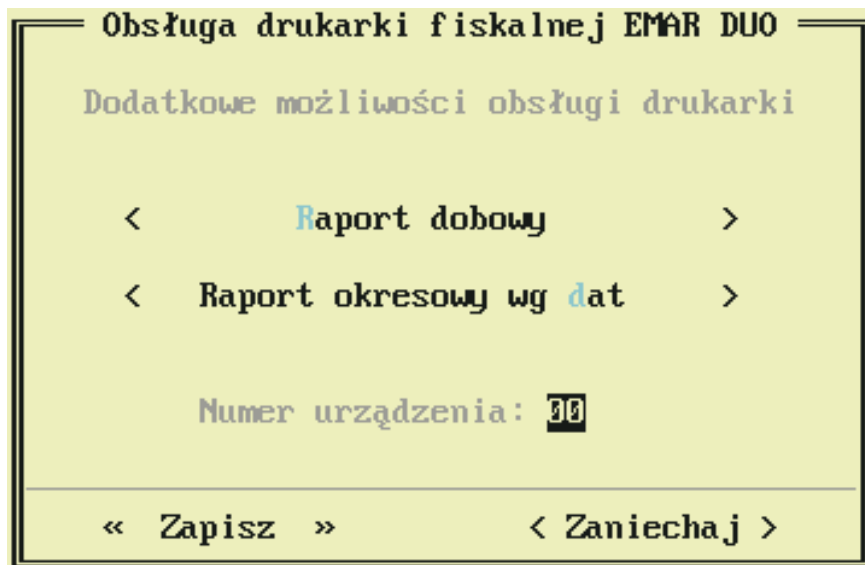 Obsługa drukarki fiskalnej EMAR DUO
Dodatkowe możliwości obsługi drukarki
< Raport dobowy >
< Raport okresowy wg dat >
Numer urządzenia: 00
« Zapisz » < Zaniechaj >